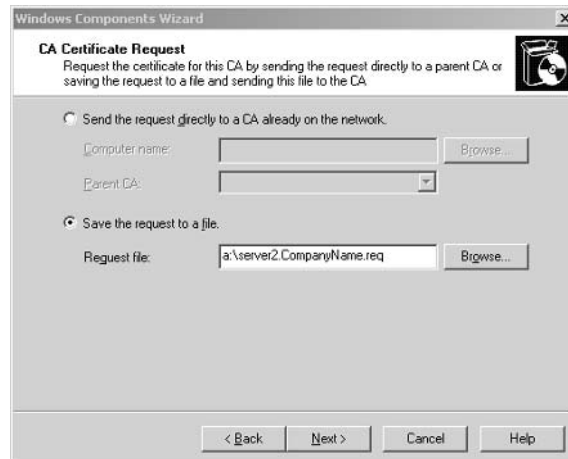 Windows Components Wizard
CA Certificate Request
Request the certificate for this CA by sending the request directly to a parent CA or
saving the request to a file and sending this file to the CA
Send the request directly to a CA already on the network.
Computer name:
Browse...
Parent CA:
Save the request to a file.
Request file:
a:\server2.CompanyName.req
Browse...
< Back
Next >
Cancel
Help